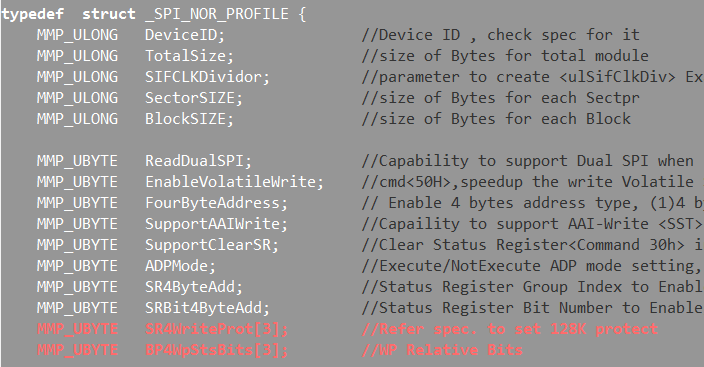 typedef  struct _SPI_NOR_PROFILE {
MMP_ULONG   DeviceID;               //Device ID , check spec for it
MMP_ULONG   TotalSize;              //size of Bytes for total module
MMP_ULONG   SIFCLKDividor;          //parameter to create <ulSifClkDiv> Ex
MMP_ULONG   SectorSIZE;             //size of Bytes for each Sectpr
MMP_ULONG   BlockSIZE;              //size of Bytes for each Block
MMP_UBYTE   ReadDualSPI;            //Capability to support Dual SPI when
MMP_UBYTE   EnableVolatileWrite;    //cmd<50H>,speedup the write Volatile
MMP_UBYTE   FourByteAddress;        // Enable 4 bytes address type, (1)4 by
MMP_UBYTE   SupportAAIWrite;        //Capaility to support AAI-Write <SST>
MMP_UBYTE   SupportClearSR;         //Clear Status Register<Command 30h> i
MMP_UBYTE   ADPMode;                //Execute/NotExecute ADP mode setting,
MMP_UBYTE   SR4ByteAdd;             //Status Register Group Index to Enabl
MMP_UBYTE   SRBit4ByteAdd;          //Status Register Bit Number to Enable
MMP_UBYTE   SR4WriteProt[3];        //Refer spec. to set 128K protect
MMP_UBYTE   BP4WpStsBits[3];        //WP Relative Bits